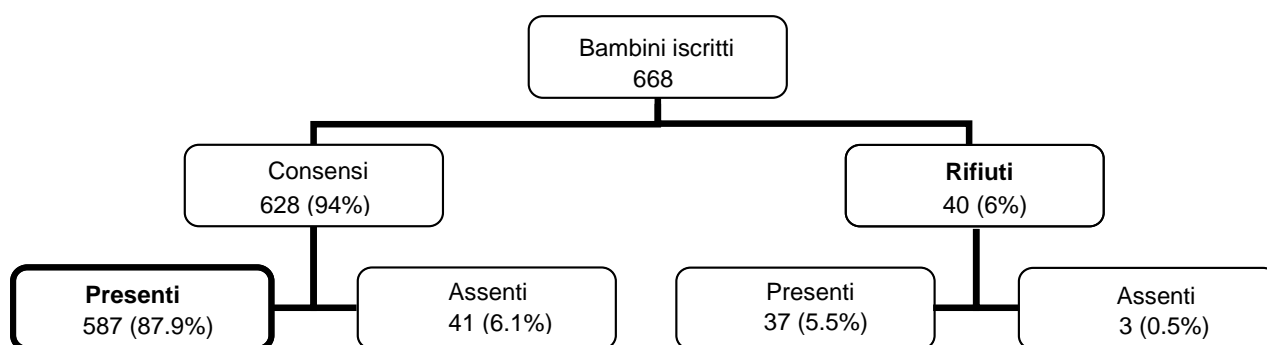 Bambini iscritti
668
Consensi
628 (94%)
Rifiuti
40 (6%)
Presenti
587 (87.9%)
Assenti
41 (6.1%)
Presenti
37 (5.5%)
Assenti
3 (0.5%)